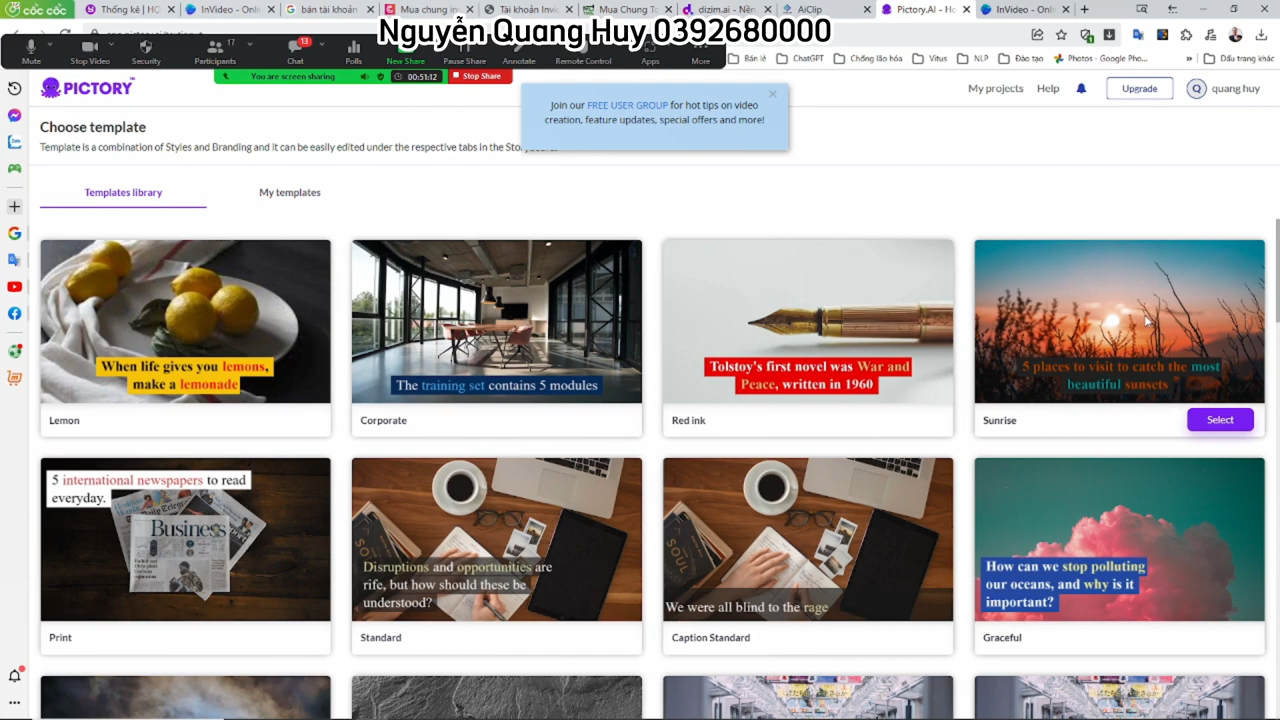 CỐC CỐC
Thống kê | HỘI
InVideo - Onli
bán tài khoản
Mua chung in
Tài khoản Invid
Mua Chung To
dizim.ai - Nền
AiClip
Pictory.AI - Ho
InVideo - Onlin
Nguyễn Quang Huy 0392680000
Mute
Stop Video
Security
17
Participants
13
Chat
Polls
New Share
Pause Share
Annotate
Remote Control
Apps
More
Bán lẻ
ChatGPT
Chống lão hóa
Vitus
NLP
Đào tạo
Photos - Google Pho...
»
Dấu trang khác
You are screen sharing
00:51:12
Stop Share
PICTORY
Join our FREE USER GROUP for hot tips on video
creation, feature updates, special offers and more!
My projects
Help
Upgrade
Q
quang huy
Choose template
Template is a combination of Styles and Branding and it can be easily edited under the respective tabs in the
Templates library
My templates
When life gives you lemons,
make a lemonade
Lemon
The training set contains 5 modules
Corporate
Tolstoy's first novel was War and
Peace, written in 1960
Red ink
5 places to visit to catch the most
beautiful sunsets
Sunrise
Select
5 international newspapers to read
everyday.
Business
Print
SOUL
Disruptions and opportunities are
rife, but how should these be
understood?
Standard
SOUL
We were all blind to the rage
Caption Standard
How can we stop polluting
our oceans, and why is it
important?
Graceful